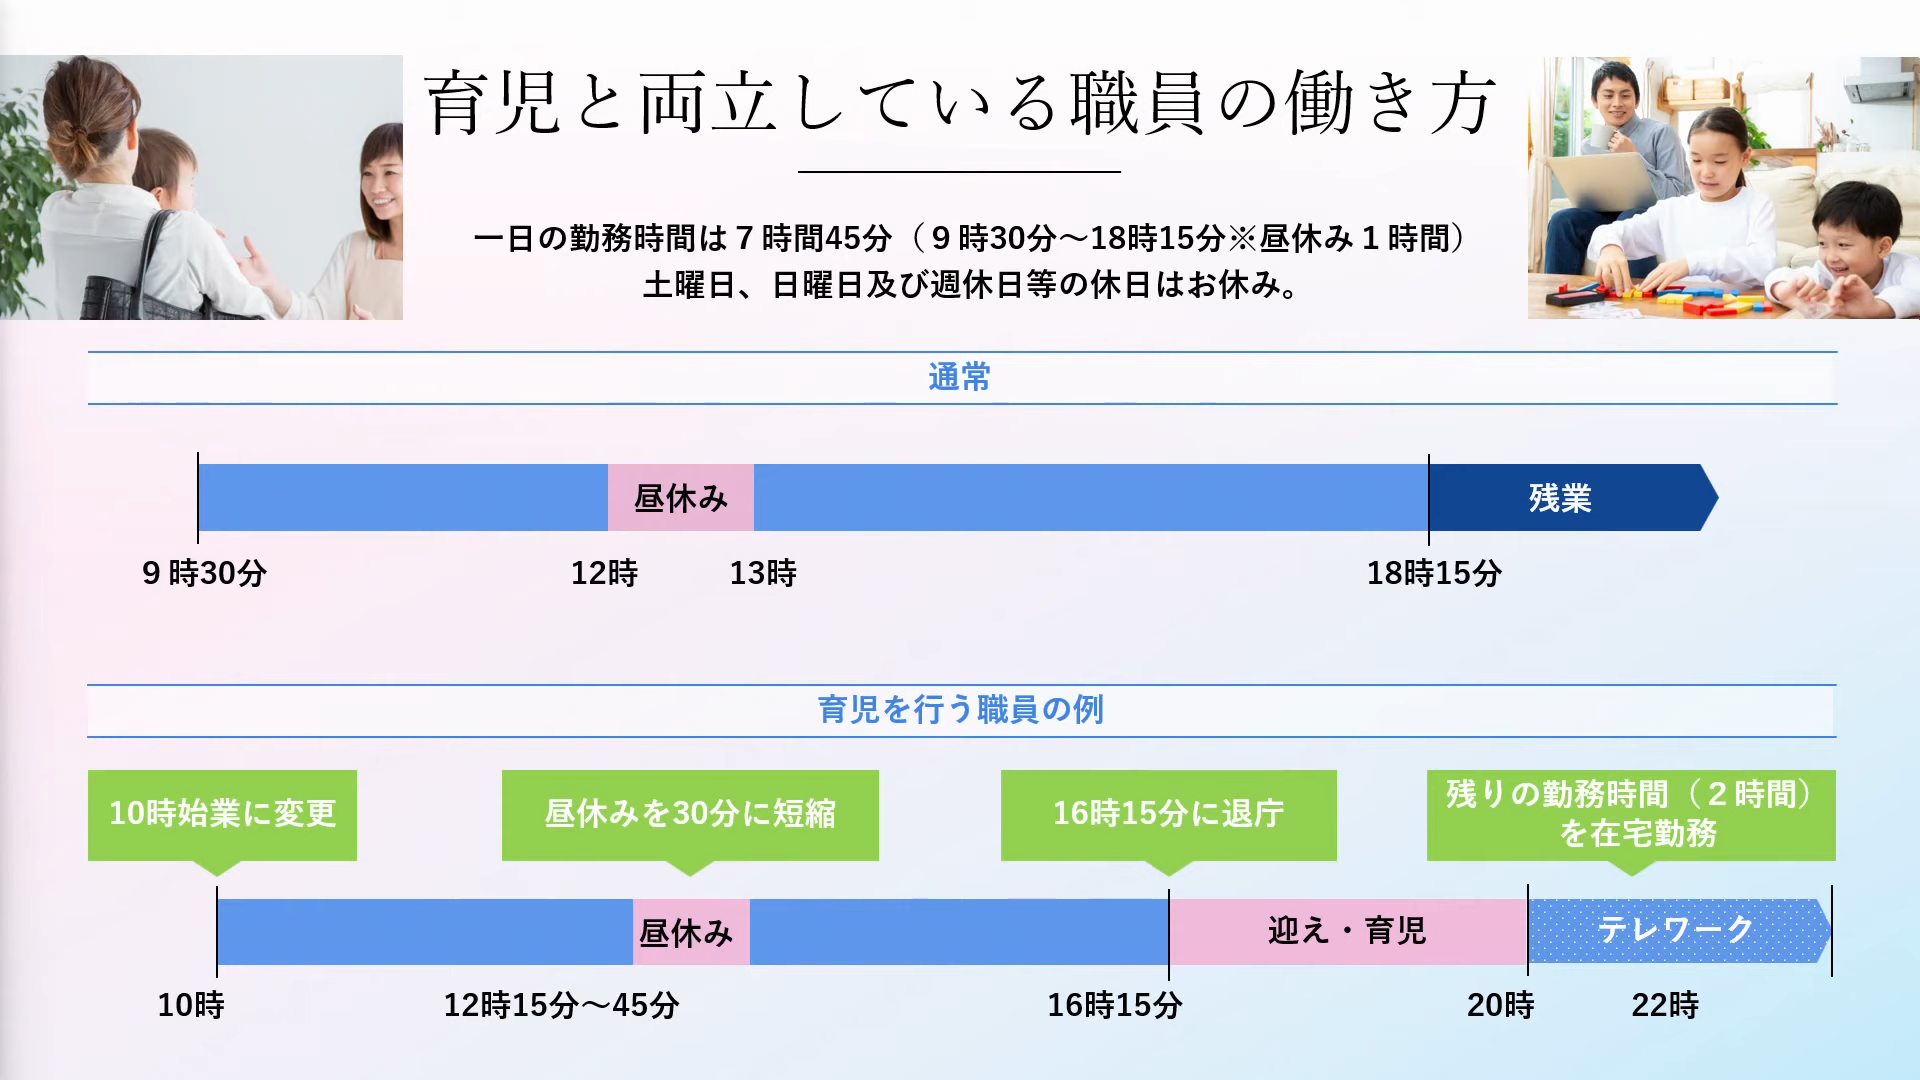 育児と両立している職員の働き方
一日の勤務時間は７時間45分（９時30分～18時15分※昼休み１時間）
土曜日、日曜日及び週休日等の休日はお休み。
通常
昼休み
残業
９時30分
12時
13時
18時15分
育児を行う職員の例
10時始業に変更
昼休みを30分に短縮
16時15分に退庁
残りの勤務時間（２時間）
を在宅勤務
昼休み
迎え・育児
テレワーク
10時
12時15分～45分
16時15分
20時
22時